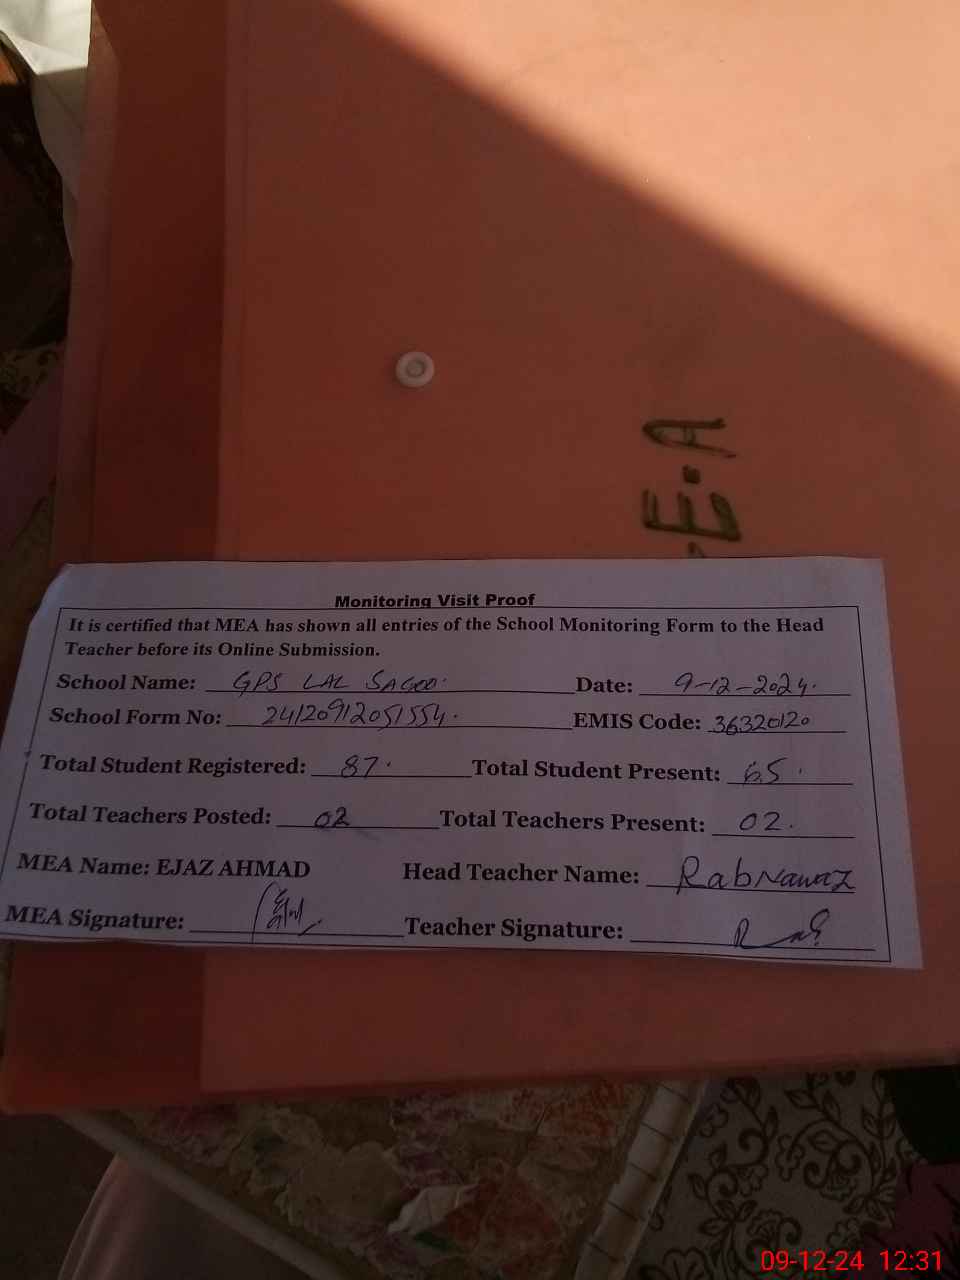 E.A
Monitoring Visit Proof
It is certified that MEA has shown all entries of the School Monitoring Form to the Head
Teacher before its Online Submission.
School Name: GPS LAL SAGOO. Date: 9-12-2024.
School Form No: 24120912051554. EMIS Code: 36320120
Total Student Registered: 87. Total Student Present: 65.
Total Teachers Posted: 02 Total Teachers Present: 02.
MEA Name: EJAZ AHMAD Head Teacher Name: Rab Nawaz
MEA Signature: Teacher Signature:
09-12-24 12:31